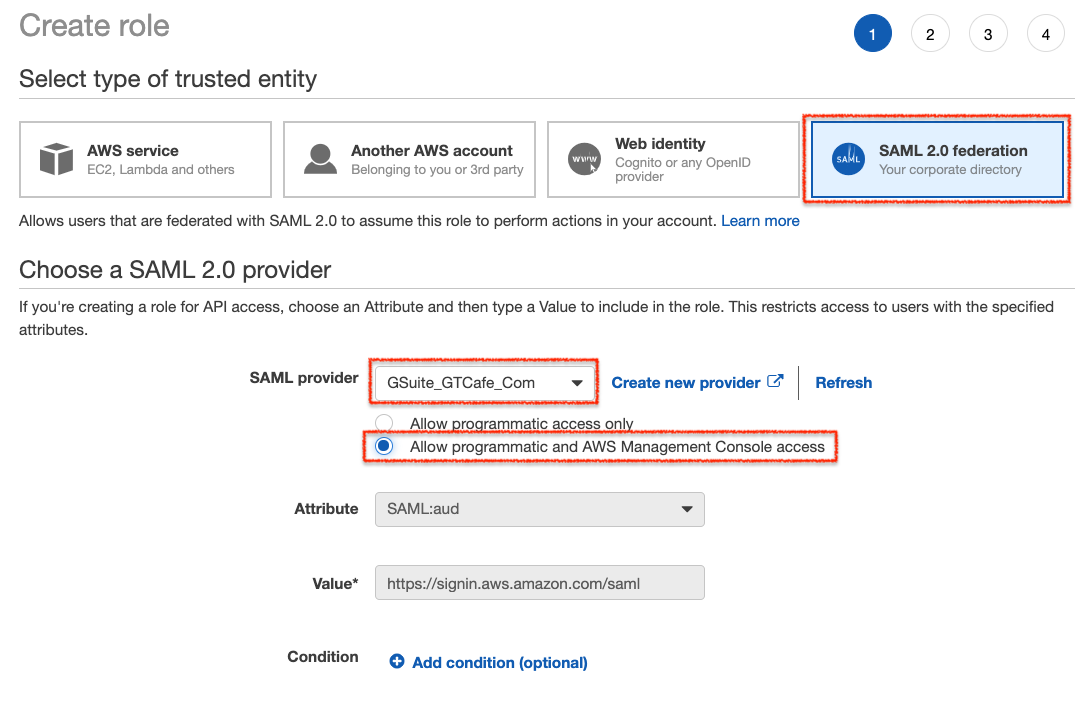 Create role
1 2 3 4
Select type of trusted entity
AWS service
EC2, Lambda and others
Another AWS account
Belonging to you or 3rd party
www
Web identity
Cognito or any OpenID
provider
SAML
SAML 2.0 federation
Your corporate directory
Allows users that are federated with SAML 2.0 to assume this role to perform actions in your account. Learn more
Choose a SAML 2.0 provider
If you're creating a role for API access, choose an Attribute and then type a Value to include in the role. This restricts access to users with the specified
attributes.
SAML provider GSuite_GTCafe_Com Create new provider Refresh
Allow programmatic access only
Allow programmatic and AWS Management Console access
Attribute SAML:aud
Value* https://signin.aws.amazon.com/saml
Condition Add condition (optional)